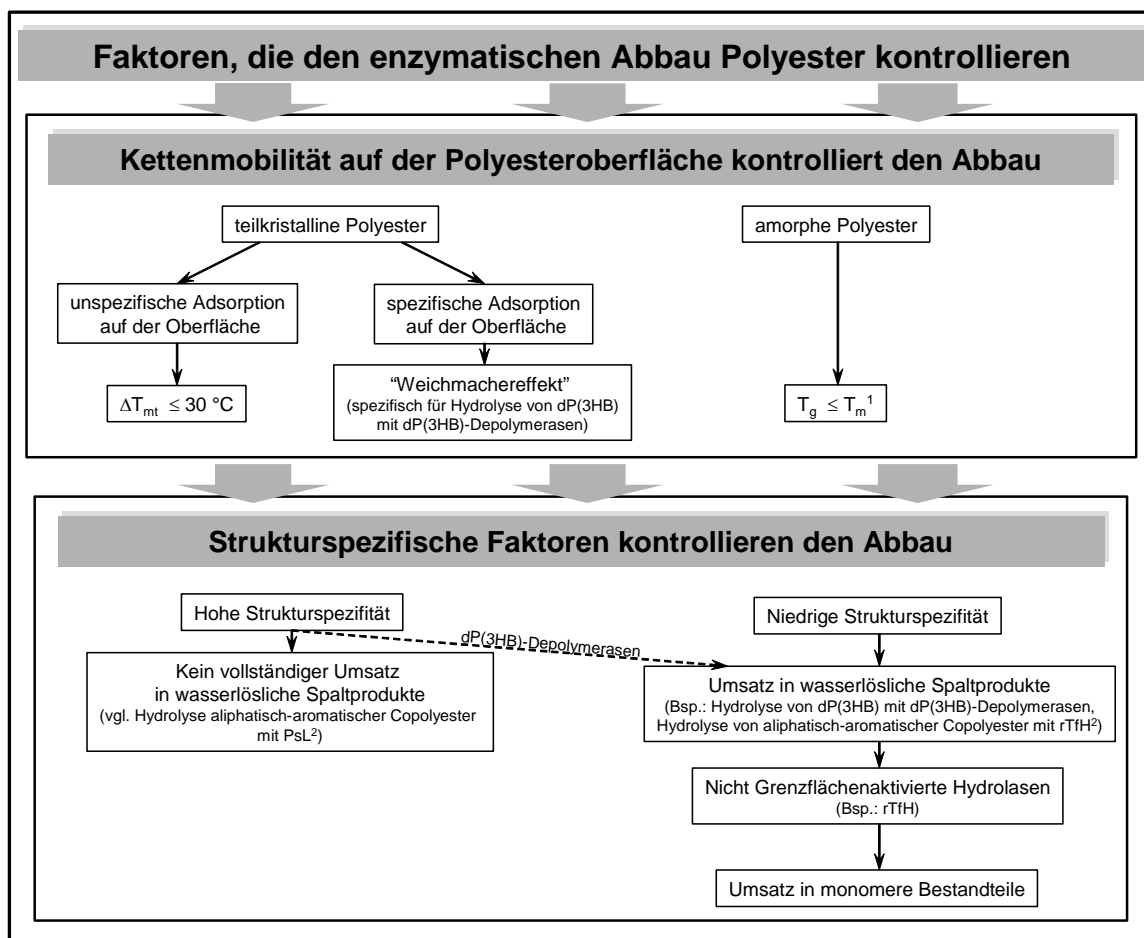 Faktoren, die den enzymatischen Abbau Polyester kontrollieren
Kettenmobilität auf der Polyesteroberfläche kontrolliert den Abbau
teilkristalline Polyester
amorphe Polyester
unspezifische Adsorption
auf der Oberfläche
spezifische Adsorption
auf der Oberfläche
ΔTmt ≤ 30 °C
“Weichmachereffekt”
(spezifisch für Hydrolyse von dP(3HB)
mit dP(3HB)-Depolymerasen)
Tg ≤ Tm¹
Strukturspezifische Faktoren kontrollieren den Abbau
Hohe Strukturspezifität
Niedrige Strukturspezifität
dP(3HB)-Depolymerasen
Kein vollständiger Umsatz
in wasserlösliche Spaltprodukte
(vgl. Hydrolyse aliphatisch-aromatischer Copolyester
mit PsL²)
Umsatz in wasserlösliche Spaltprodukte
(Bsp.: Hydrolyse von dP(3HB) mit dP(3HB)-Depolymerasen,
Hydrolyse von aliphatisch-aromatischer Copolyester mit rTfH²)
Nicht Grenzflächenaktivierte Hydrolasen
(Bsp.: rTfH)
Umsatz in monomere Bestandteile